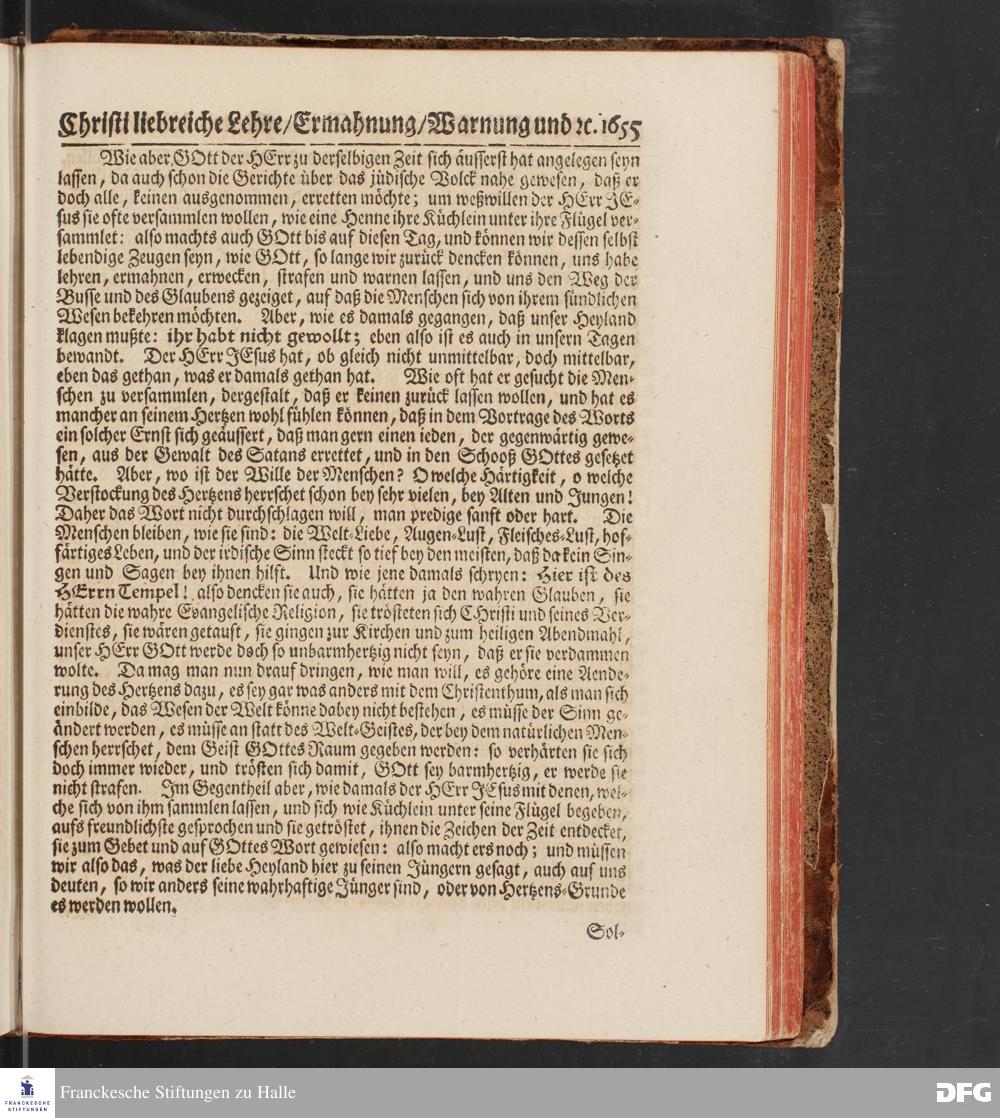 Christi liebreiche Lehre/Ermahnung/Warnung und ꝛc. 1655
Wie aber GOtt der HErr zu derselbigen Zeit sich äusserst hat angelegen seyn
lassen, da auch schon die Gerichte über das jüdische Volck nahe gewesen, daß er
doch alle, keinen ausgenommen, erretten möchte; um weßwillen der HErr JE-
sus sie ofte versammlen wollen, wie eine Henne ihre Küchlein unter ihre Flügel ver-
sammlet: also machts auch GOtt bis auf diesen Tag, und können wir dessen selbst
lebendige Zeugen seyn, wie GOtt, so lange wir zurück dencken können, uns habe
lehren, ermahnen, erwecken, strafen und warnen lassen, und uns den Weg der
Busse und des Glaubens gezeiget, auf daß die Menschen sich von ihrem sündlichen
Wesen bekehren möchten. Aber, wie es damals gegangen, daß unser Heyland
klagen mußte: ihr habt nicht gewollt; eben also ist es auch in unsern Tagen
bewandt. Der HErr JEsus hat, ob gleich nicht unmittelbar, doch mittelbar,
eben das gethan, was er damals gethan hat. Wie oft hat er gesucht die Men-
schen zu versammlen, dergestalt, daß er keinen zurück lassen wollen, und hat es
mancher an seinem Hertzen wohl fühlen können, daß in dem Vortrage des Worts
ein solcher Ernst sich geäussert, daß man gern einen ieden, der gegenwärtig gewe-
sen, aus der Gewalt des Satans errettet, und in den Schooß GOttes gesetzet
hätte. Aber, wo ist der Wille der Menschen? O welche Härtigkeit, o welche
Verstockung des Hertzens herrschet schon bey sehr vielen, bey Alten und Jungen!
Daher das Wort nicht durchschlagen will, man predige sanft oder hart. Die
Menschen bleiben, wie sie sind: die Welt-Liebe, Augen-Lust, Fleisches-Lust, hof-
färtiges Leben, und der irdische Sinn steckt so tief bey den meisten, daß da kein Sin-
gen und Sagen bey ihnen hilft. Und wie jene damals schryen: Hier ist des
HErrn Tempel! also dencken sie auch, sie hätten ja den wahren Glauben, sie
hätten die wahre Evangelische Religion, sie trösteten sich CHristi und seines Ver-
dienstes, sie wären getauft, sie gingen zur Kirchen und zum heiligen Abendmahl,
unser HErr GOtt werde doch so unbarmhertzig nicht seyn, daß er sie verdammen
wolte. Da mag man nun drauf dringen, wie man will, es gehöre eine Aende-
rung des Hertzens dazu, es sey gar was anders mit dem Christenthum, als man sich
einbilde, das Wesen der Welt könne dabey nicht bestehen, es müsse der Sinn ge-
ändert werden, es müsse an statt des Welt-Geistes, der bey dem natürlichen Men-
schen herrschet, dem Geist GOttes Raum gegeben werden: so verhärten sie sich
doch immer wieder, und trösten sich damit, GOtt sey barmhertzig, er werde sie
nicht strafen. Im Gegentheil aber, wie damals der HErr JEsus mit denen, wel-
che sich von ihm sammlen lassen, und sich wie Küchlein unter seine Flügel begeben,
aufs freundlichste gesprochen und sie getröstet, ihnen die Zeichen der Zeit entdecket,
sie zum Gebet und auf GOttes Wort gewiesen: also macht ers noch; und müssen
wir also das, was der liebe Heyland hier zu seinen Jüngern gesagt, auch auf uns
deuten, so wir anders seine wahrhaftige Jünger sind, oder von Hertzens-Grunde
es werden wollen.
Sol-
FRANCKESCHE
STIFTUNGEN
Franckesche Stiftungen zu Halle
DFG